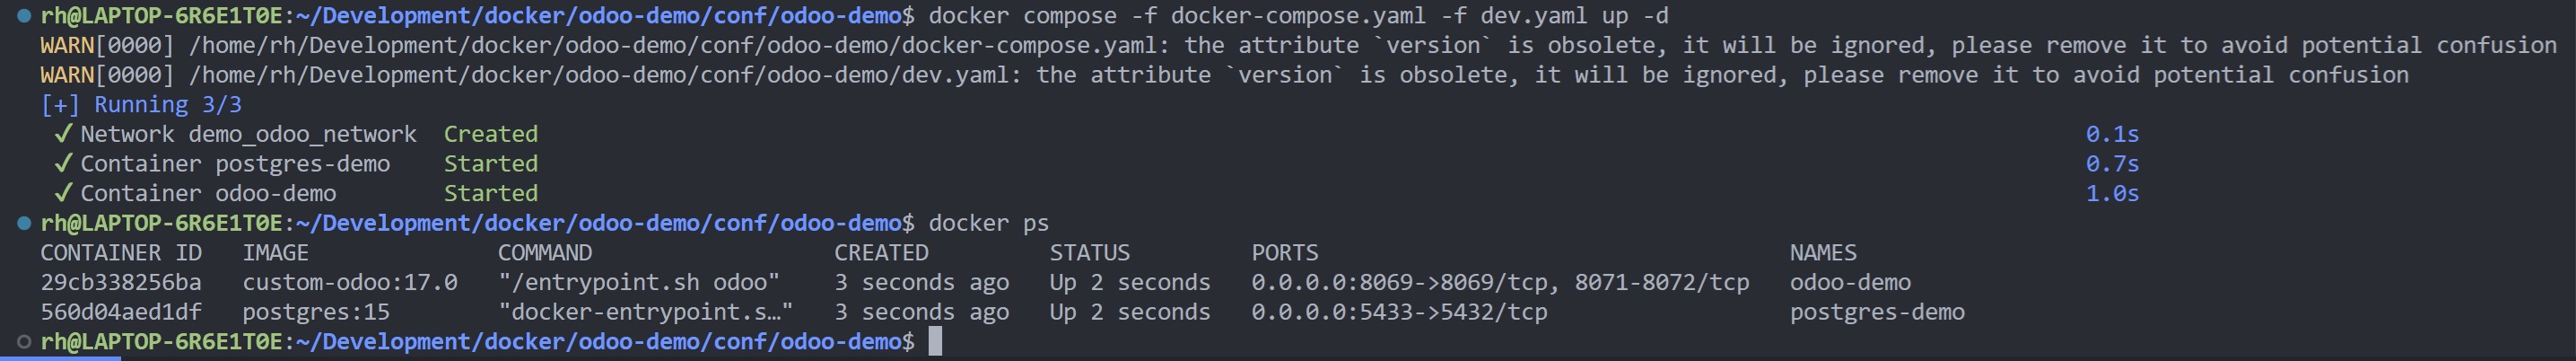 rh@LAPTOP-6R6E1T0E:~/Development/docker/odoo-demo/conf/odoo-demo$ docker compose -f docker-compose.yaml -f dev.yaml up -d
WARN[0000] /home/rh/Development/docker/odoo-demo/conf/odoo-demo/docker-compose.yaml: the attribute `version` is obsolete, it will be ignored, please remove it to avoid potential confusion
WARN[0000] /home/rh/Development/docker/odoo-demo/conf/odoo-demo/dev.yaml: the attribute `version` is obsolete, it will be ignored, please remove it to avoid potential confusion
[+] Running 3/3
✓ Network demo_odoo_network Created 0.1s
✓ Container postgres-demo Started 0.7s
✓ Container odoo-demo Started 1.0s
rh@LAPTOP-6R6E1T0E:~/Development/docker/odoo-demo/conf/odoo-demo$ docker ps
CONTAINER ID IMAGE COMMAND CREATED STATUS PORTS NAMES
29cb338256ba custom-odoo:17.0 "/entrypoint.sh odoo" 3 seconds ago Up 2 seconds 0.0.0.0:8069->8069/tcp, 8071-8072/tcp odoo-demo
560d04aed1df postgres:15 "docker-entrypoint.s…" 3 seconds ago Up 2 seconds 0.0.0.0:5433->5432/tcp postgres-demo
rh@LAPTOP-6R6E1T0E:~/Development/docker/odoo-demo/conf/odoo-demo$